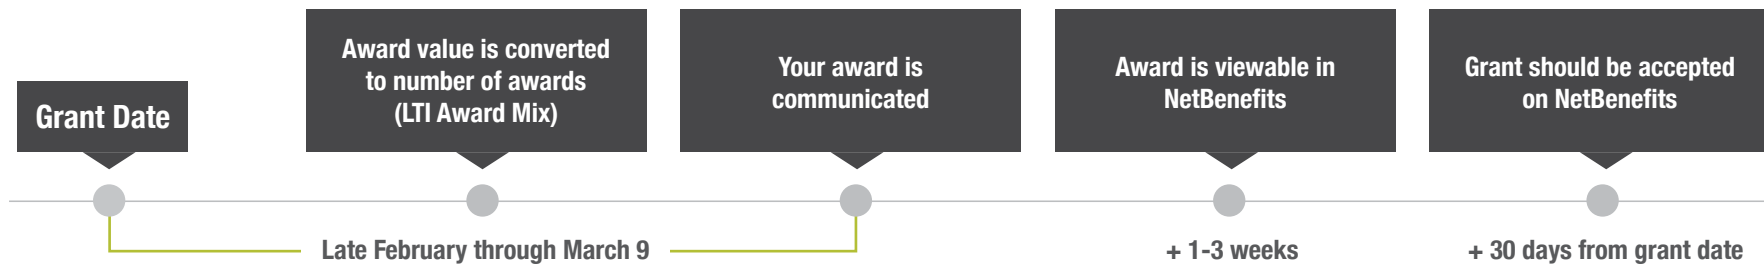 Grant Date
Award value is converted
to number of awards
(LTI Award Mix)
Your award is
communicated
Award is viewable in
NetBenefits
Grant should be accepted
on NetBenefits
Late February through March 9
+ 1-3 weeks
+ 30 days from grant date